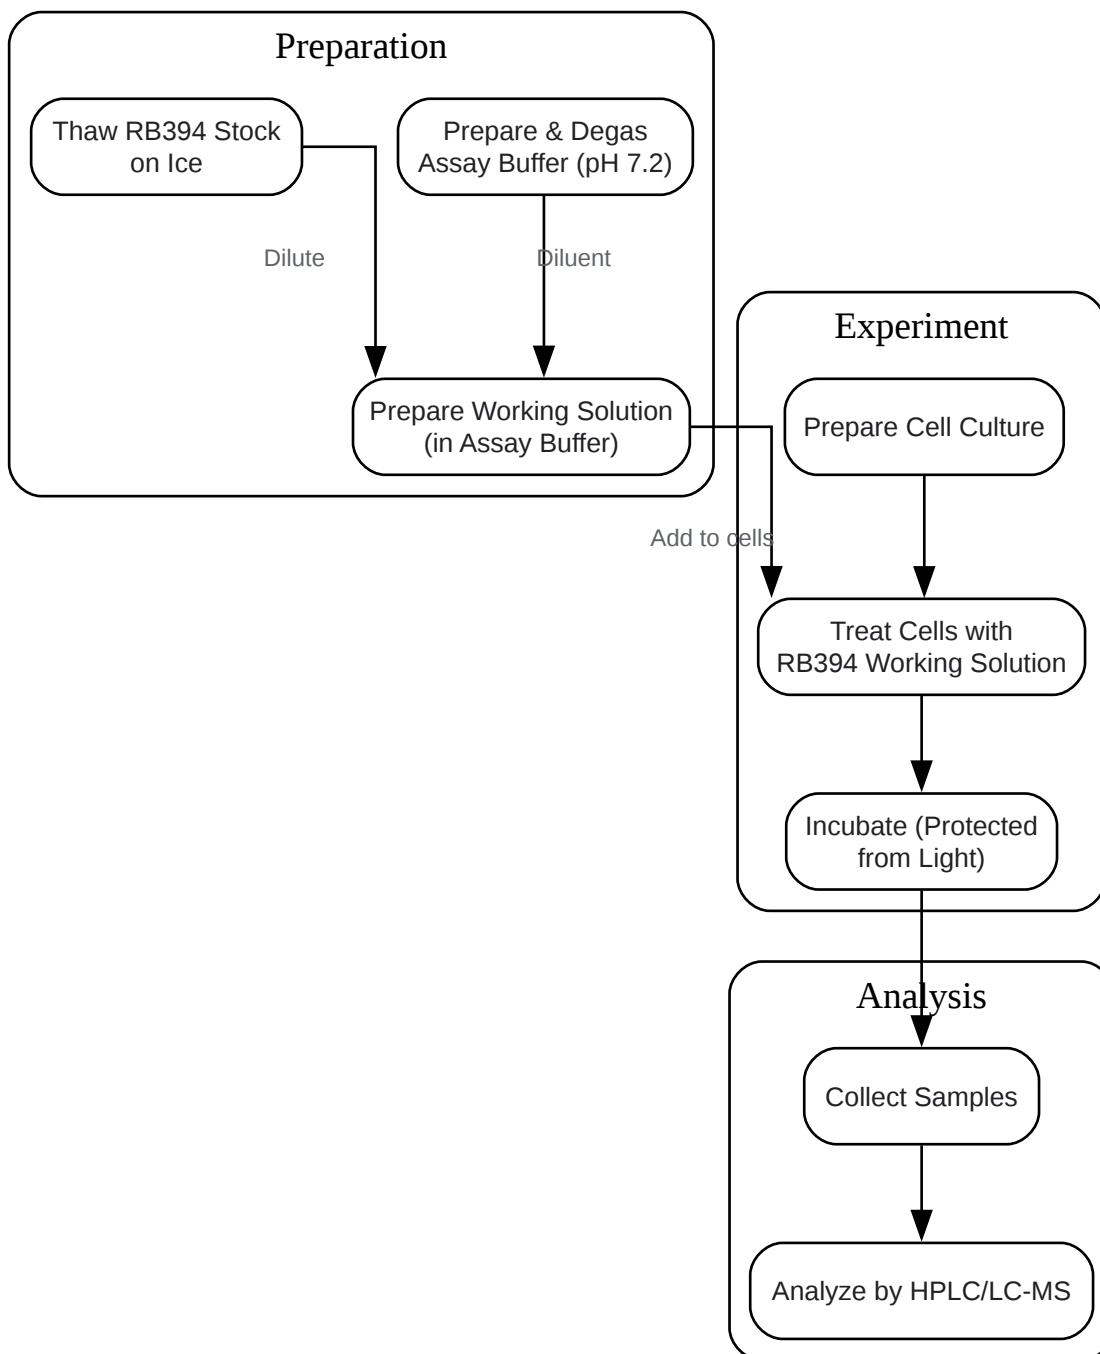 Preparation
Thaw RB394 Stock
on Ice
Prepare & Degas
Assay Buffer (pH 7.2)
Dilute
Diluent
Prepare Working Solution
(in Assay Buffer)
Experiment
Prepare Cell Culture
Add to cells
Treat Cells with
RB394 Working Solution
Incubate (Protected
from Light)
Analysis
Collect Samples
Analyze by HPLC/LC-MS